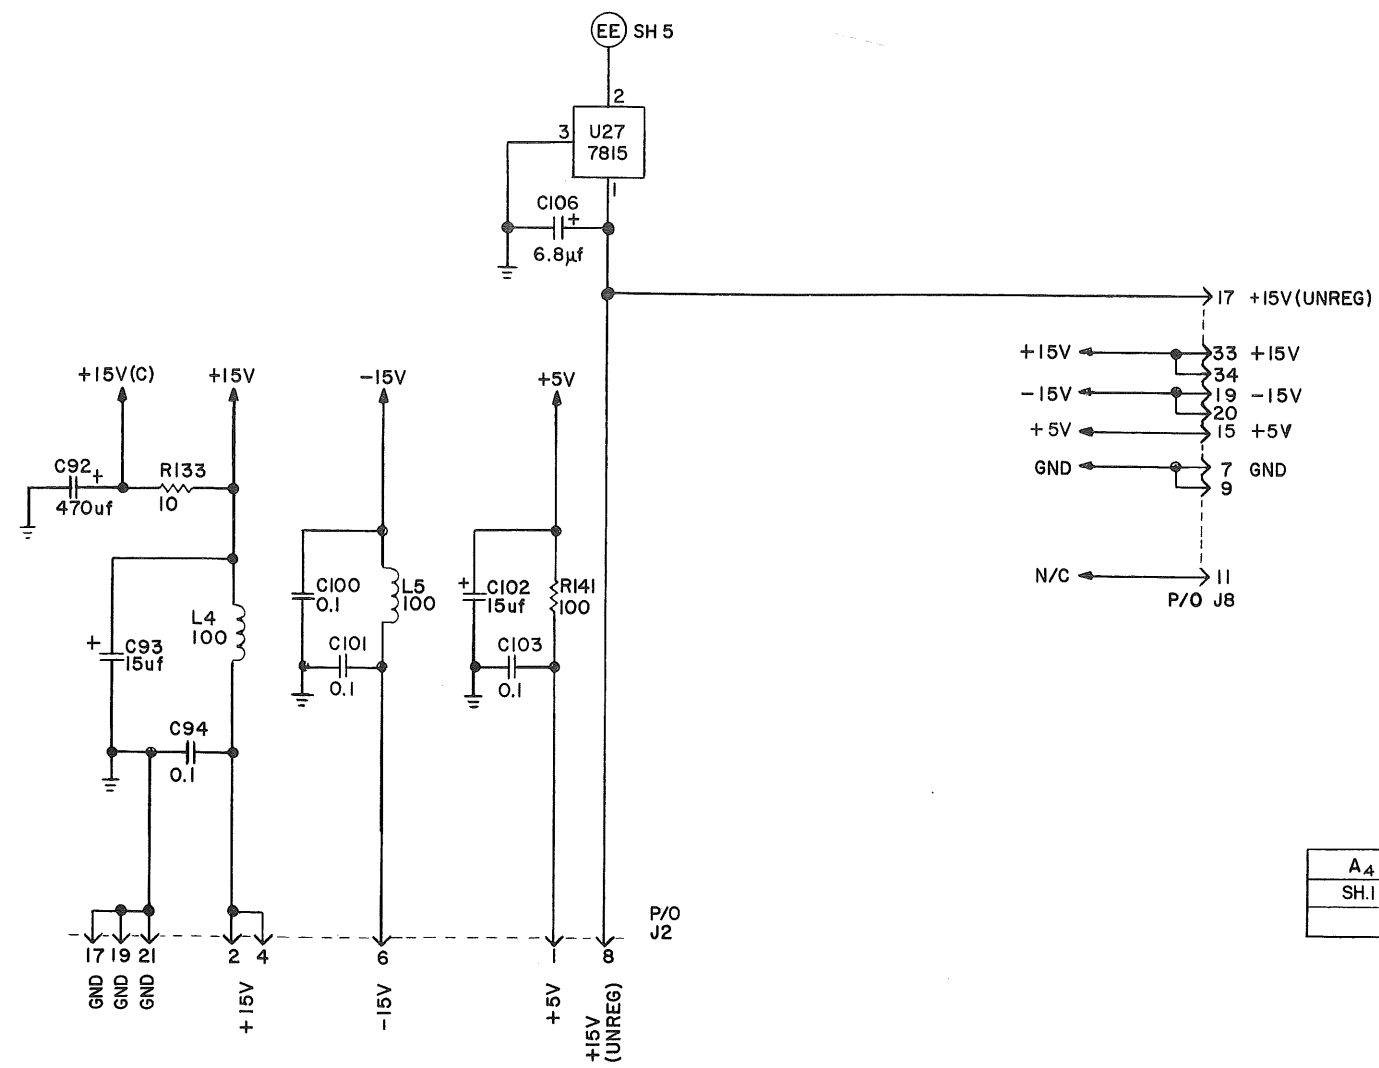 EE SH 5
2
3 U27
7815
1
C106
+
6.8µf
17 +15V (UNREG)
+15V 33 +15V
34
-15V 19 -15V
20
+5V 15 +5V
GND 7 GND
9
N/C 11
P/O J8
+15V(C) +15V -15V +5V
C92 + R133
470uf 10
C100 L5 + C102 R141
0.1 100 15uf 100
L4
100
+ C93 C101 C103
15uf 0.1 0.1
C94
0.1
A4
SH.1
P/O
J2
17 19 21 2 4 6 1 8
GND GND GND +15V -15V +5V +15V
(UNREG)